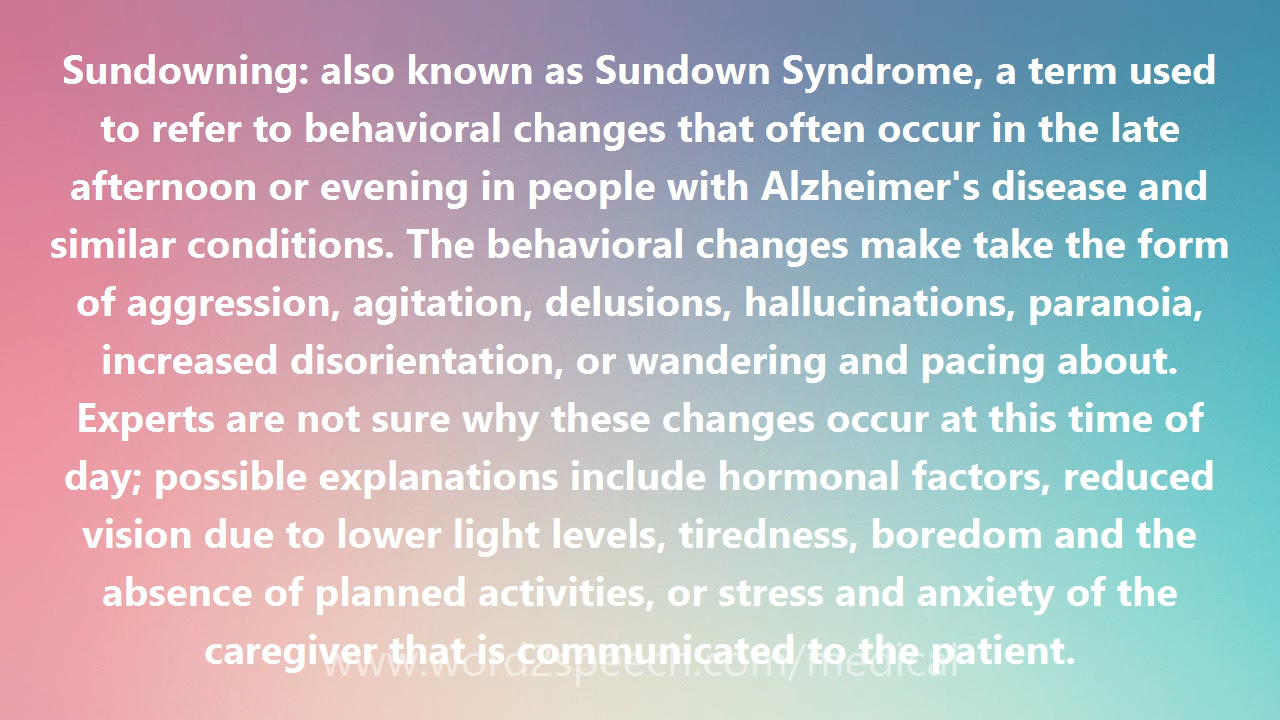 Sundowning: also known as Sundown Syndrome, a term used
to refer to behavioral changes that often occur in the late
afternoon or evening in people with Alzheimer's disease and
similar conditions. The behavioral changes make take the form
of aggression, agitation, delusions, hallucinations, paranoia,
increased disorientation, or wandering and pacing about.
Experts are not sure why these changes occur at this time of
day; possible explanations include hormonal factors, reduced
vision due to lower light levels, tiredness, boredom and the
absence of planned activities, or stress and anxiety of the
caregiver that is communicated to the patient.
www.word2speech.com/medical